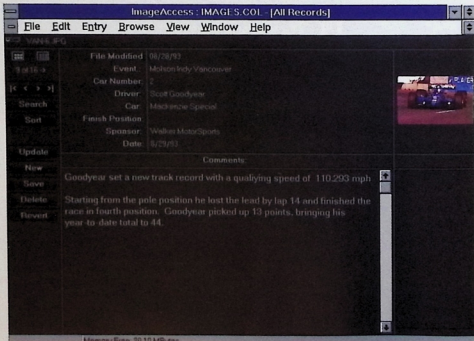 ImageAccess : IMAGES.COL - [All Records]
File Edit Entry Browse View Window Help
VAN6.JPG
File Modified 08/28/93
Event: Molson Indy Vancouver
Car Number: 2
Driver: Scott Goodyear
Car: Mackenzie Special
Finish Position
Sponsor: Walker MotorSports
Date: 8/29/93
Search
Sort
Update
New
Save
Delete
Revert
Comments:
Goodyear set a new track record with a qualiying speed of 110.293 mph
Starting from the pole position he lost the lead by lap 14 and finished the
race in fourth position. Goodyear picked up 13 points, bringing his
year-to-date total to 44.